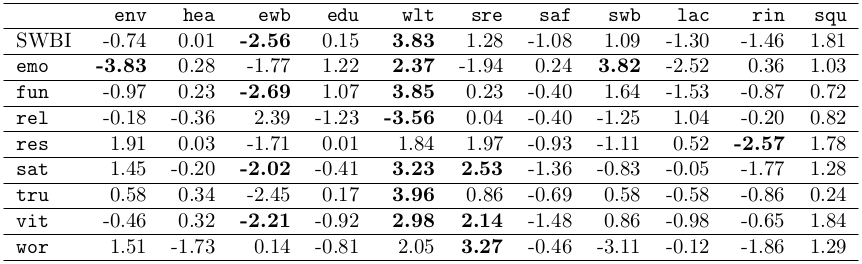 env hea ewb edu wlt sre saf swb lac rin squ
SWBI -0.74 0.01 -2.56 0.15 3.83 1.28 -1.08 1.09 -1.30 -1.46 1.81
emo -3.83 0.28 -1.77 1.22 2.37 -1.94 0.24 3.82 -2.52 0.36 1.03
fun -0.97 0.23 -2.69 1.07 3.85 0.23 -0.40 1.64 -1.53 -0.87 0.72
rel -0.18 -0.36 2.39 -1.23 -3.56 0.04 -0.40 -1.25 1.04 -0.20 0.82
res 1.91 0.03 -1.71 0.01 1.84 1.97 -0.93 -1.11 0.52 -2.57 1.78
sat 1.45 -0.20 -2.02 -0.41 3.23 2.53 -1.36 -0.83 -0.05 -1.77 1.28
tru 0.58 0.34 -2.45 0.17 3.96 0.86 -0.69 0.58 -0.58 -0.86 0.24
vit -0.46 0.32 -2.21 -0.92 2.98 2.14 -1.48 0.86 -0.98 -0.65 1.84
wor 1.51 -1.73 0.14 -0.81 2.05 3.27 -0.46 -3.11 -0.12 -1.86 1.29